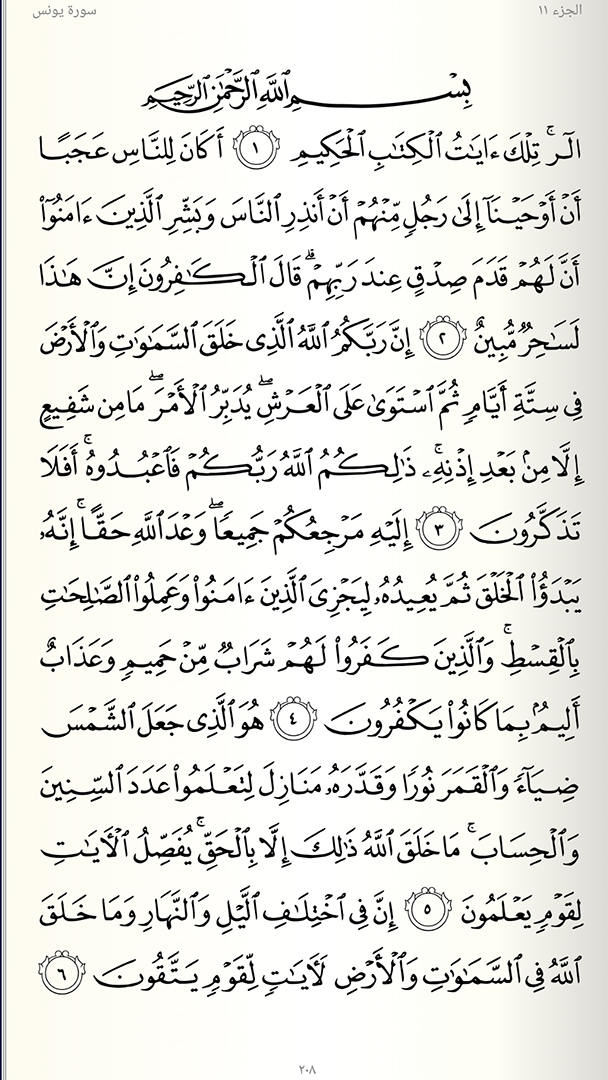 الجزء ١١
سورة يونس
بِسْمِ ٱللَّهِ ٱلرَّحْمَٰنِ ٱلرَّحِيمِ
الٓرۚ تِلْكَ ءَايَٰتُ ٱلْكِتَٰبِ ٱلْحَكِيمِ ١ أَكَانَ لِلنَّاسِ عَجَبًا
أَنْ أَوْحَيْنَآ إِلَىٰ رَجُلٍ مِّنْهُمْ أَنْ أَنذِرِ ٱلنَّاسَ وَبَشِّرِ ٱلَّذِينَ ءَامَنُوٓا۟
أَنَّ لَهُمْ قَدَمَ صِدْقٍ عِندَ رَبِّهِمْۗ قَالَ ٱلْكَٰفِرُونَ إِنَّ هَٰذَا
لَسَٰحِرٌ مُّبِينٌ ٢ إِنَّ رَبَّكُمُ ٱللَّهُ ٱلَّذِى خَلَقَ ٱلسَّمَٰوَٰتِ وَٱلْأَرْضَ
فِى سِتَّةِ أَيَّامٍ ثُمَّ ٱسْتَوَىٰ عَلَى ٱلْعَرْشِۖ يُدَبِّرُ ٱلْأَمْرَۖ مَا مِن شَفِيعٍ
إِلَّا مِنۢ بَعْدِ إِذْنِهِۦۚ ذَٰلِكُمُ ٱللَّهُ رَبُّكُمْ فَٱعْبُدُوهُۚ أَفَلَا
تَذَكَّرُونَ ٣ إِلَيْهِ مَرْجِعُكُمْ جَمِيعًاۖ وَعْدَ ٱللَّهِ حَقًّاۚ إِنَّهُۥ
يَبْدَؤُا۟ ٱلْخَلْقَ ثُمَّ يُعِيدُهُۥ لِيَجْزِىَ ٱلَّذِينَ ءَامَنُوا۟ وَعَمِلُوا۟ ٱلصَّٰلِحَٰتِ
بِٱلْقِسْطِۚ وَٱلَّذِينَ كَفَرُوا۟ لَهُمْ شَرَابٌ مِّنْ حَمِيمٍ وَعَذَابٌ
أَلِيمٌۢ بِمَا كَانُوا۟ يَكْفُرُونَ ٤ هُوَ ٱلَّذِى جَعَلَ ٱلشَّمْسَ
ضِيَآءً وَٱلْقَمَرَ نُورًا وَقَدَّرَهُۥ مَنَازِلَ لِتَعْلَمُوا۟ عَدَدَ ٱلسِّنِينَ
وَٱلْحِسَابَۚ مَا خَلَقَ ٱللَّهُ ذَٰلِكَ إِلَّا بِٱلْحَقِّۚ يُفَصِّلُ ٱلْءَايَٰتِ
لِقَوْمٍ يَعْلَمُونَ ٥ إِنَّ فِى ٱخْتِلَٰفِ ٱلَّيْلِ وَٱلنَّهَارِ وَمَا خَلَقَ
ٱللَّهُ فِى ٱلسَّمَٰوَٰتِ وَٱلْأَرْضِ لَءَايَٰتٍ لِّقَوْمٍ يَتَّقُونَ ٦
٢٠٨